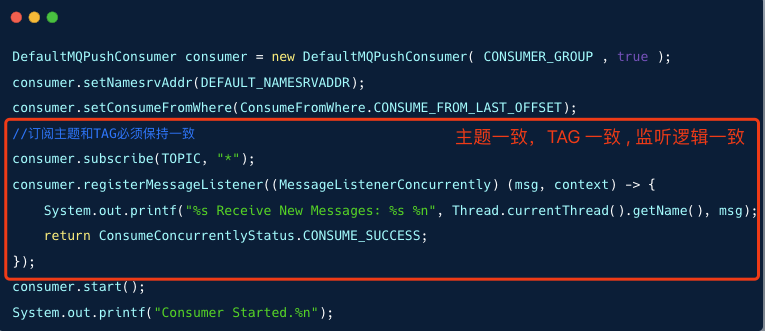 DefaultMQPushConsumer consumer = new DefaultMQPushConsumer( CONSUMER_GROUP , true );
consumer.setNamesrvAddr(DEFAULT_NAMESRVADDR);
consumer.setConsumeFromWhere(ConsumeFromWhere.CONSUME_FROM_LAST_OFFSET);
//订阅主题和TAG必须保持一致
主题一致，TAG 一致 , 监听逻辑一致
consumer.subscribe(TOPIC, "*");
consumer.registerMessageListener((MessageListenerConcurrently) (msg, context) -> {
    System.out.printf("%s Receive New Messages: %s %n", Thread.currentThread().getName(), msg);
    return ConsumeConcurrentlyStatus.CONSUME_SUCCESS;
});
consumer.start();
System.out.printf("Consumer Started.%n");